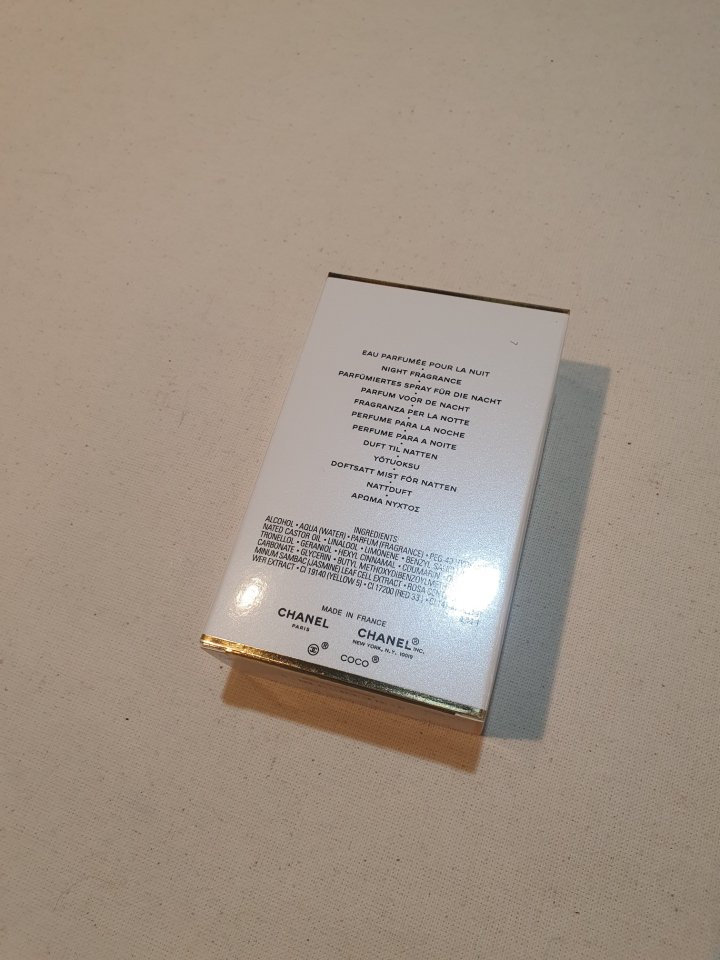 EAU PARFUMÉE POUR LA NUIT
•
NIGHT FRAGRANCE
•
PARFÜMIERTES SPRAY FÜR DIE NACHT
•
PARFUM VOOR DE NACHT
•
FRAGRANZA PER LA NOTTE
•
PERFUME PARA LA NOCHE
•
PERFUME PARA A NOITE
•
DUFT TIL NATTEN
•
YÖTUOKSU
•
DOFTSATT MIST FÖR NATTEN
•
NATTDUFT
•
ΑΡΩΜΑ ΝΥΧΤΟΣ
INGREDIENTS:
ALCOHOL • AQUA (WATER) • PARFUM (FRAGRANCE) • PEG-40
NATED CASTOR OIL • LINALOOL • LIMONENE • BENZYL
TRONELLOL • GERANIOL • HEXYL CINNAMAL • COUMARIN
CARBONATE • GLYCERIN • BUTYL METHOXYDIBENZOYLMET
MINUM SAMBAC (JASMINE) LEAF CELL EXTRACT • ROSA
WER EXTRACT • CI 19140 (YELLOW 5) • CI 17200 (RED 33) • CI
MADE IN FRANCE
CHANEL
PARIS
CHANEL® INC.
NEW YORK, N.Y. 10019
®
COCO®